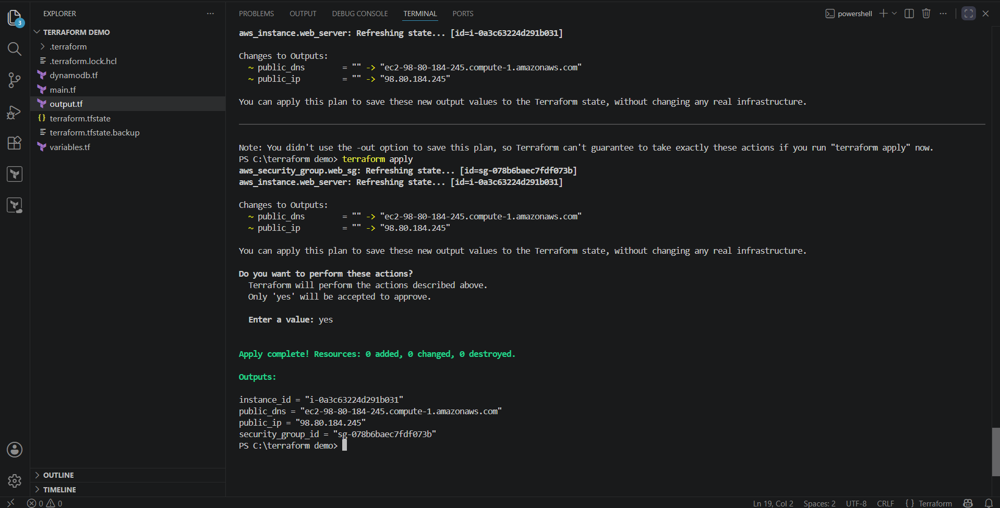 EXPLORER
3
TERRAFORM DEMO
.terraform
.terraform.lock.hcl
dynamodb.tf
main.tf
output.tf
{} terraform.tfstate
terraform.tfstate.backup
variables.tf
OUTLINE
TIMELINE
PROBLEMS OUTPUT DEBUG CONSOLE TERMINAL PORTS
powershell
aws_instance.web_server: Refreshing state... [id=i-0a3c63224d291b031]
Changes to Outputs:
~ public_dns = "" -> "ec2-98-80-184-245.compute-1.amazonaws.com"
~ public_ip = "" -> "98.80.184.245"
You can apply this plan to save these new output values to the Terraform state, without changing any real infrastructure.
Note: You didn't use the -out option to save this plan, so Terraform can't guarantee to take exactly these actions if you run "terraform apply" now.
PS C:\terraform demo> terraform apply
aws_security_group.web_sg: Refreshing state... [id=sg-078b6baec7fdf073b]
aws_instance.web_server: Refreshing state... [id=i-0a3c63224d291b031]
Changes to Outputs:
~ public_dns = "" -> "ec2-98-80-184-245.compute-1.amazonaws.com"
~ public_ip = "" -> "98.80.184.245"
You can apply this plan to save these new output values to the Terraform state, without changing any real infrastructure.
Do you want to perform these actions?
Terraform will perform the actions described above.
Only 'yes' will be accepted to approve.
Enter a value: yes
Apply complete! Resources: 0 added, 0 changed, 0 destroyed.
Outputs:
instance_id = "i-0a3c63224d291b031"
public_dns = "ec2-98-80-184-245.compute-1.amazonaws.com"
public_ip = "98.80.184.245"
security_group_id = "sg-078b6baec7fdf073b"
PS C:\terraform demo>
0 0
Ln 19, Col 2 Spaces: 2 UTF-8 CRLF {} Terraform